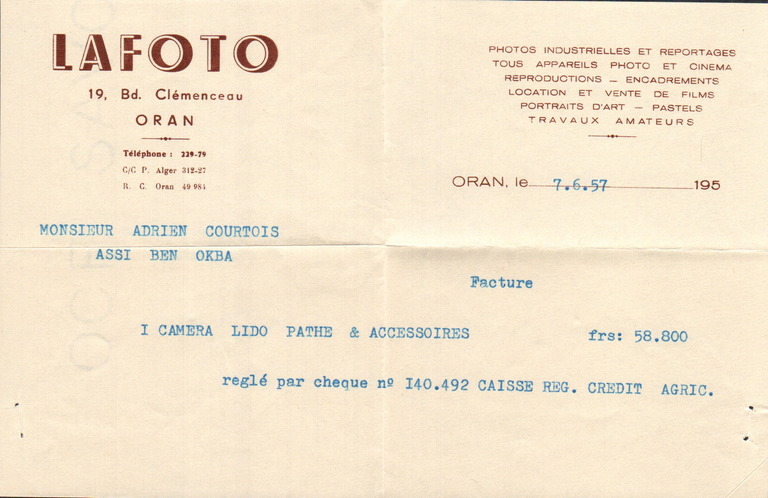 LAFOTO
19, Bd. Clémenceau
ORAN
Téléphone : 229-79
C/C P. Alger 312-27
R. C. Oran 49 984
PHOTOS INDUSTRIELLES ET REPORTAGES
TOUS APPAREILS PHOTO ET CINEMA
REPRODUCTIONS — ENCADREMENTS
LOCATION ET VENTE DE FILMS
PORTRAITS D'ART — PASTELS
TRAVAUX AMATEURS
ORAN, le 7.6.57 195
MONSIEUR ADRIEN COURTOIS
ASSI BEN OKBA
Facture
I CAMERA LIDO PATHE & ACCESSOIRES frs: 58.800
reglé par cheque nº I40.492 CAISSE REG. CREDIT AGRIC.